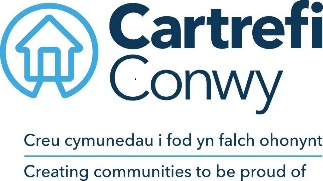 Cartrefi
Conwy
Creu cymunedau i fod yn falch ohonynt
Creating communities to be proud of